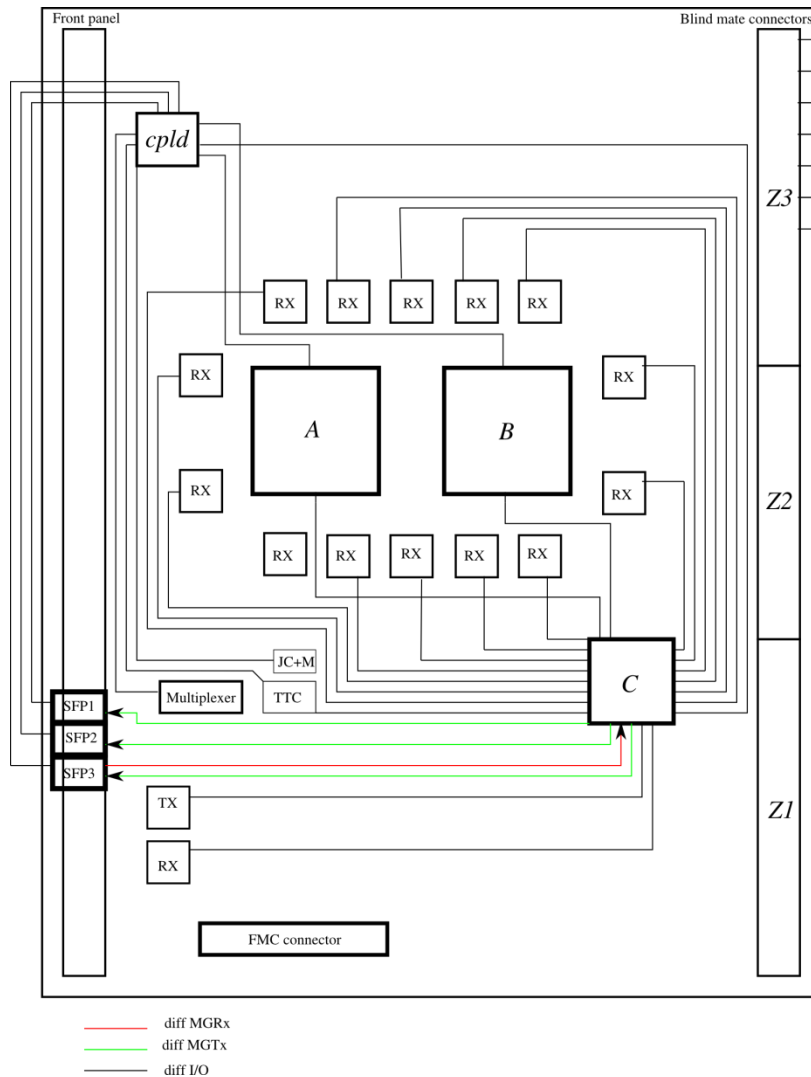 Front panel
Blind mate connectors
cpld
Z3
RX
RX
RX
RX
RX
RX
RX
A
B
Z2
RX
RX
RX
RX
RX
RX
RX
JC+M
C
Multiplexer
TTC
SFP1
SFP2
SFP3
TX
Z1
RX
FMC connector
diff MGRx
diff MGTx
diff I/O